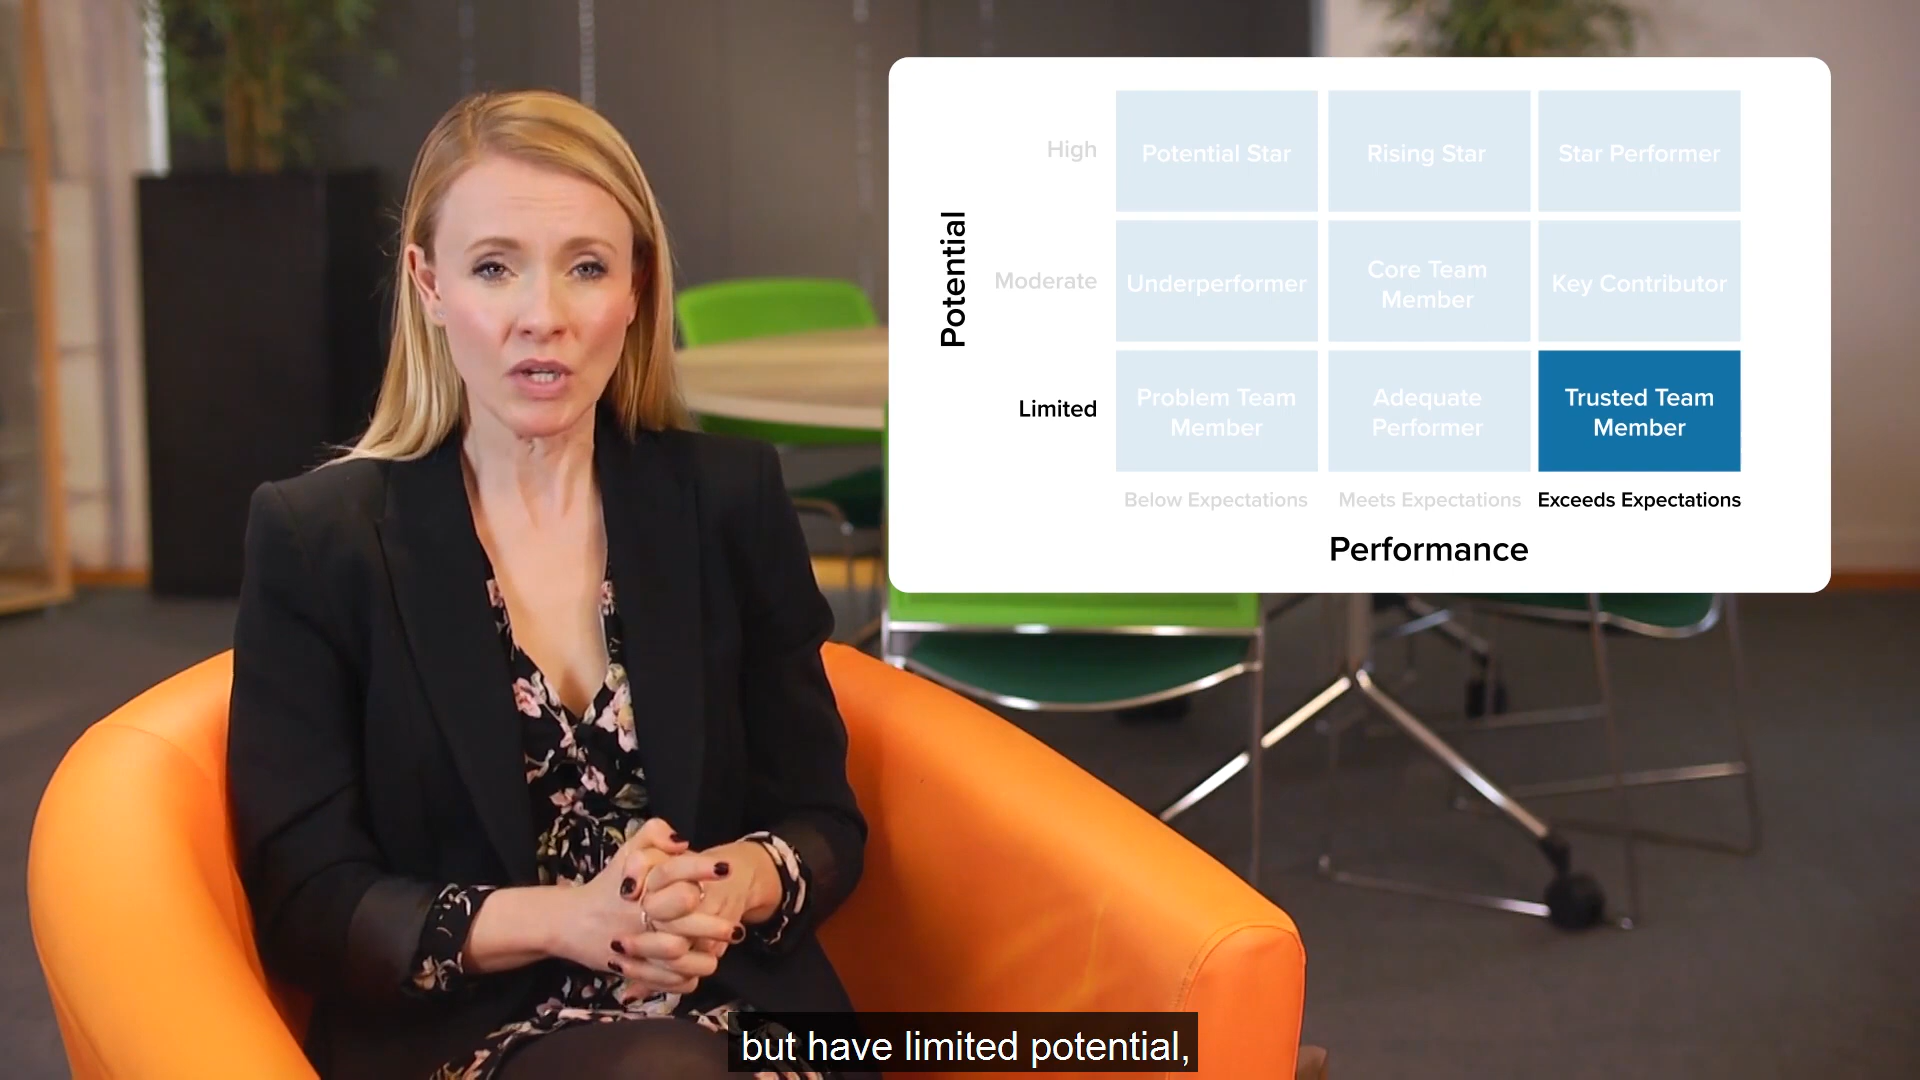 High
Potential Star
Rising Star
Star Performer
Potential
Moderate
Underperformer
Core Team
Member
Key Contributor
Limited
Problem Team
Member
Adequate
Performer
Trusted Team
Member
Below Expectations
Meets Expectations
Exceeds Expectations
Performance
but have limited potential,